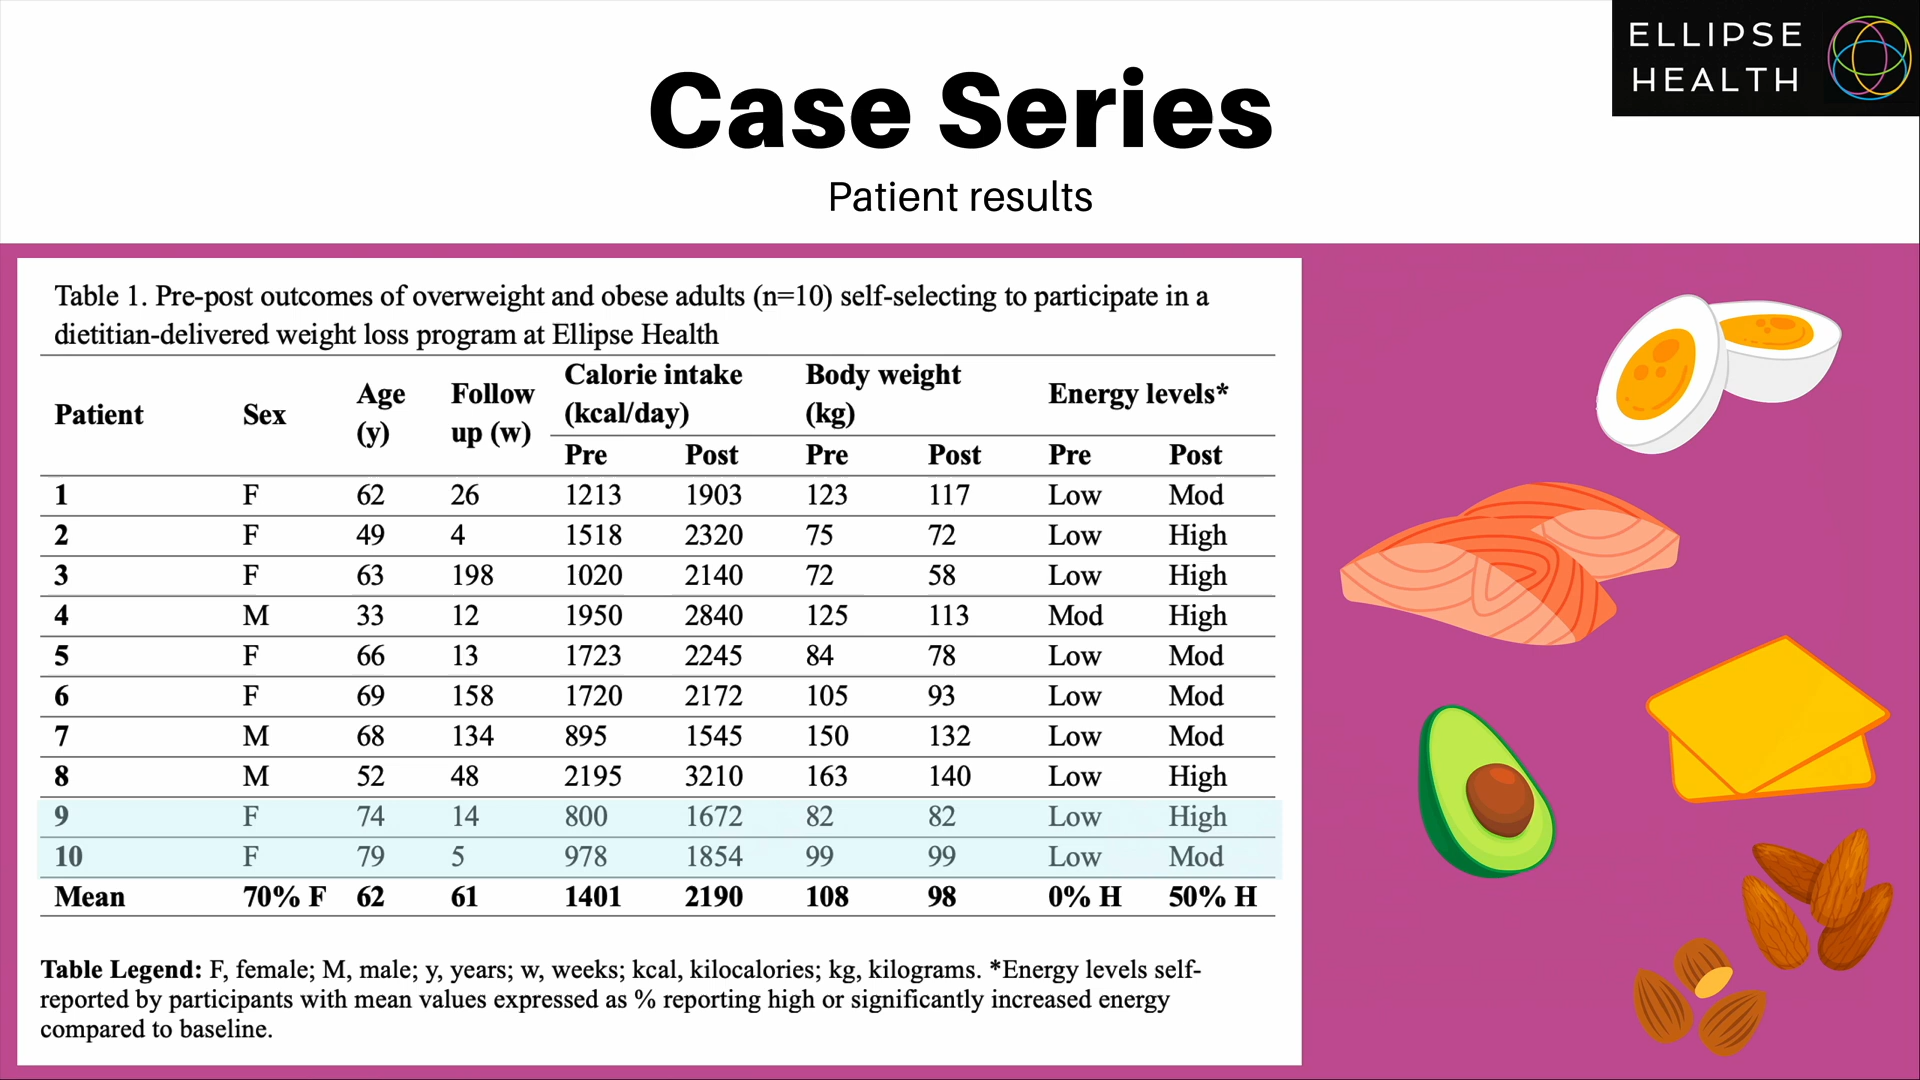 ELLIPSE
HEALTH
Case Series
Patient results
Table 1. Pre-post outcomes of overweight and obese adults (n=10) self-selecting to participate in a
dietitian-delivered weight loss program at Ellipse Health
Patient Sex Age (y) Follow up (w) Calorie intake (kcal/day) Body weight (kg) Energy levels*
Pre Post Pre Post Pre Post
1 F 62 26 1213 1903 123 117 Low Mod
2 F 49 4 1518 2320 75 72 Low High
3 F 63 198 1020 2140 72 58 Low High
4 M 33 12 1950 2840 125 113 Mod High
5 F 66 13 1723 2245 84 78 Low Mod
6 F 69 158 1720 2172 105 93 Low Mod
7 M 68 134 895 1545 150 132 Low Mod
8 M 52 48 2195 3210 163 140 Low High
9 F 74 14 800 1672 82 82 Low High
10 F 79 5 978 1854 99 99 Low Mod
Mean 70% F 62 61 1401 2190 108 98 0% H 50% H
Table Legend: F, female; M, male; y, years; w, weeks; kcal, kilocalories; kg, kilograms. *Energy levels self-
reported by participants with mean values expressed as % reporting high or significantly increased energy
compared to baseline.